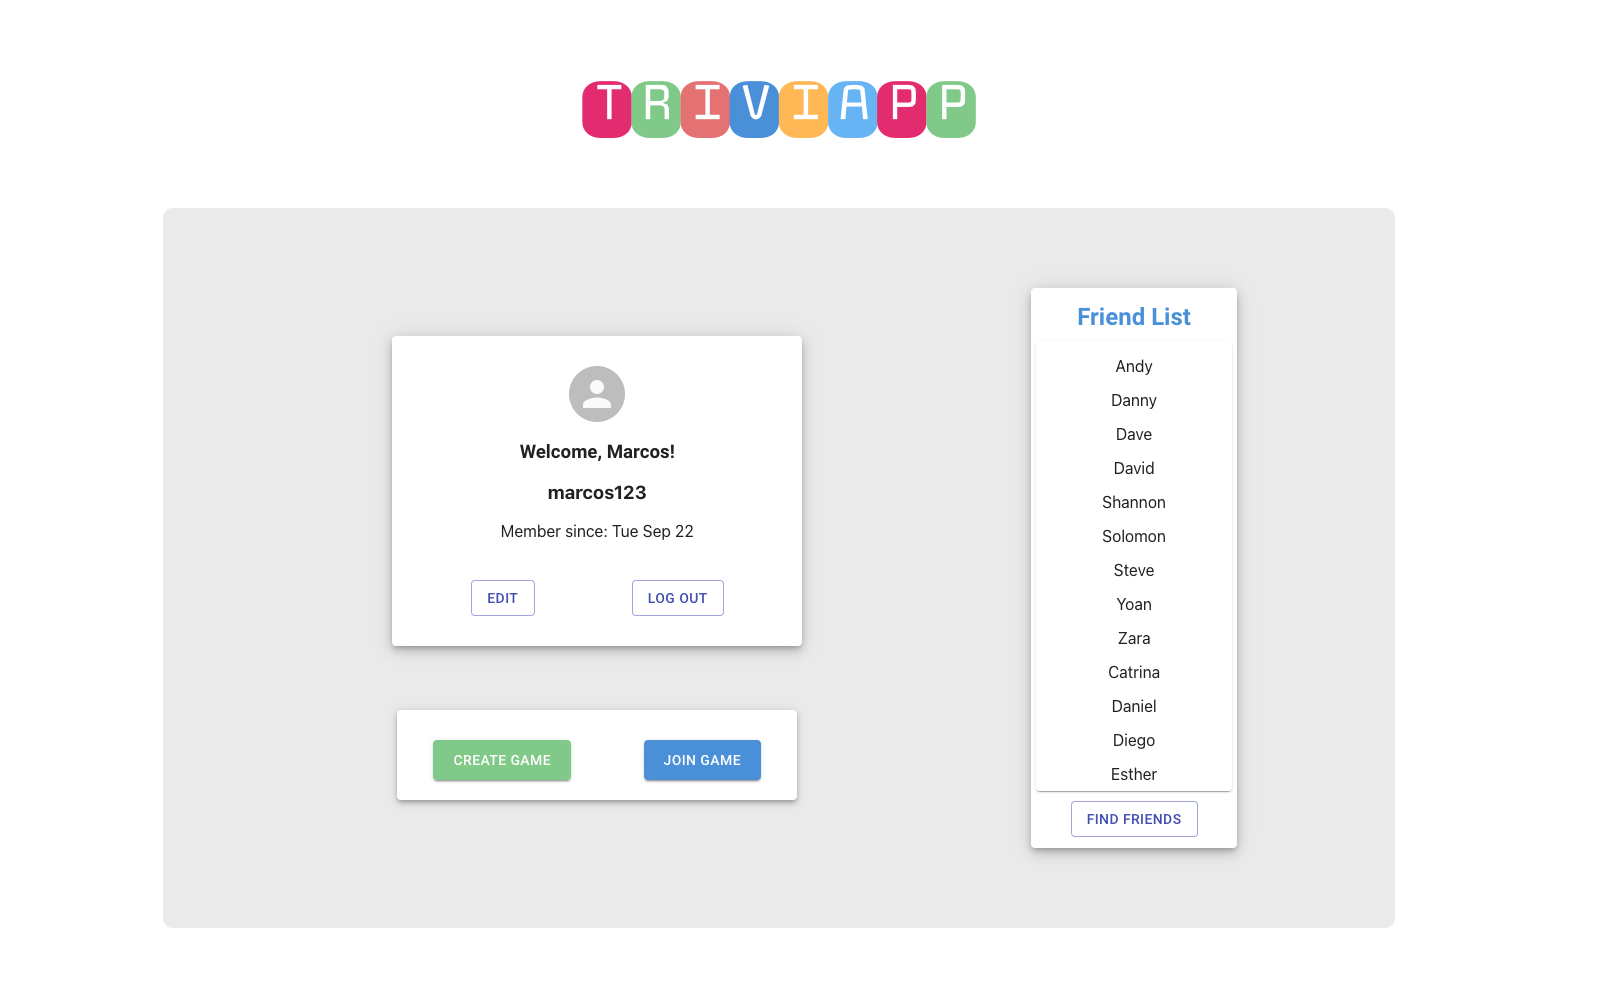 TRIVIAPP
Welcome, Marcos!
marcos123
Member since: Tue Sep 22
EDIT
LOG OUT
CREATE GAME
JOIN GAME
Friend List
Andy
Danny
Dave
David
Shannon
Solomon
Steve
Yoan
Zara
Catrina
Daniel
Diego
Esther
FIND FRIENDS